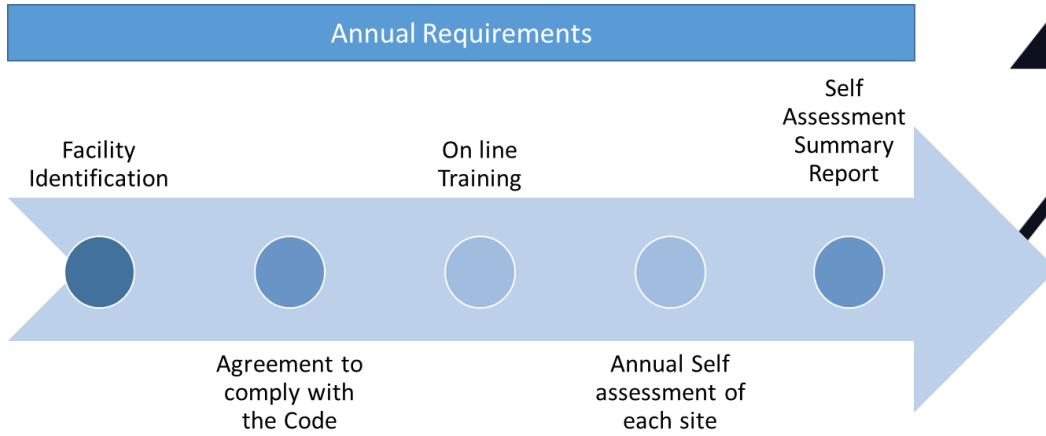 Annual Requirements
Facility
Identification
Agreement to
comply with
the Code
On line
Training
Annual Self
assessment of
each site
Self
Assessment
Summary
Report